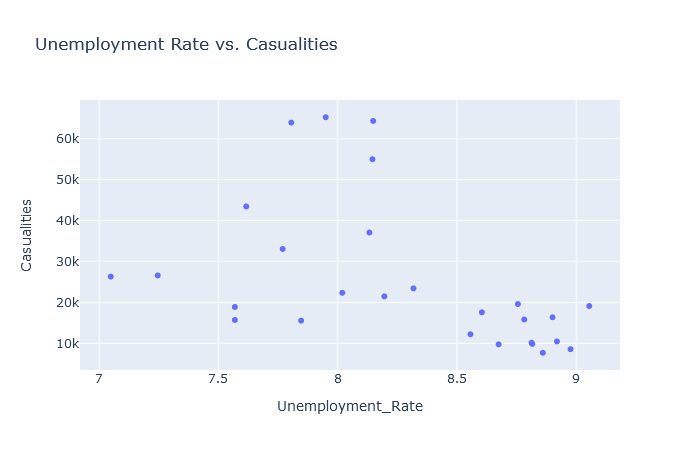 Unemployment Rate vs. Casualities
60k
50k
40k
30k
20k
10k
Casualities
7
7.5
8
8.5
9
Unemployment_Rate